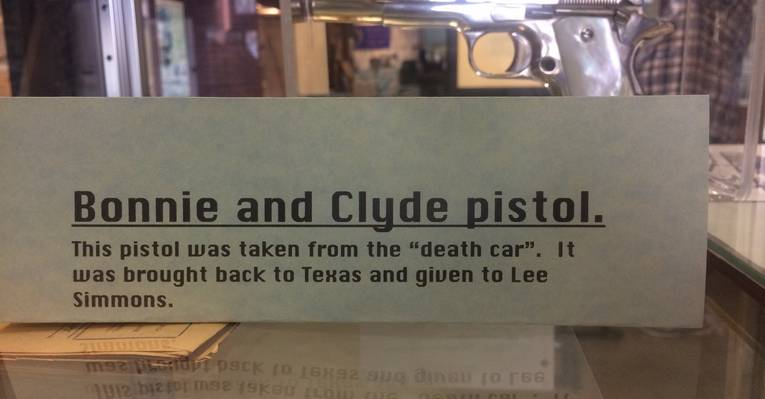 Bonnie and Clyde pistol.
This pistol was taken from the “death car”.  It
was brought back to Texas and given to Lee
Simmons.